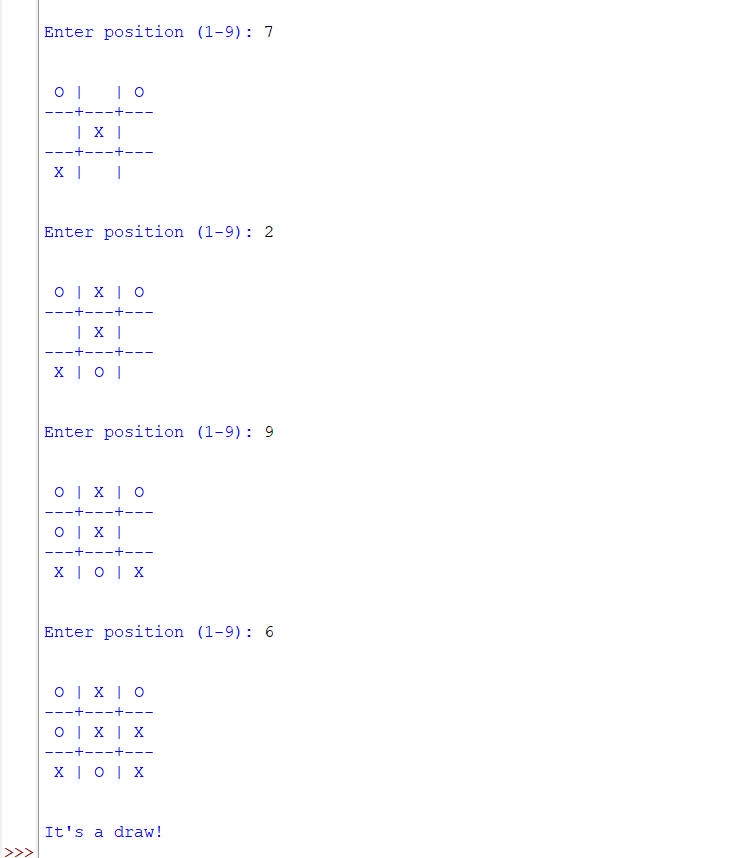 Enter position (1-9): 7
 O |   | O
---+---+---
   | X |
---+---+---
 X |   |
Enter position (1-9): 2
 O | X | O
---+---+---
   | X |
---+---+---
 X | O |
Enter position (1-9): 9
 O | X | O
---+---+---
 O | X |
---+---+---
 X | O | X
Enter position (1-9): 6
 O | X | O
---+---+---
 O | X | X
---+---+---
 X | O | X
It's a draw!
>>>